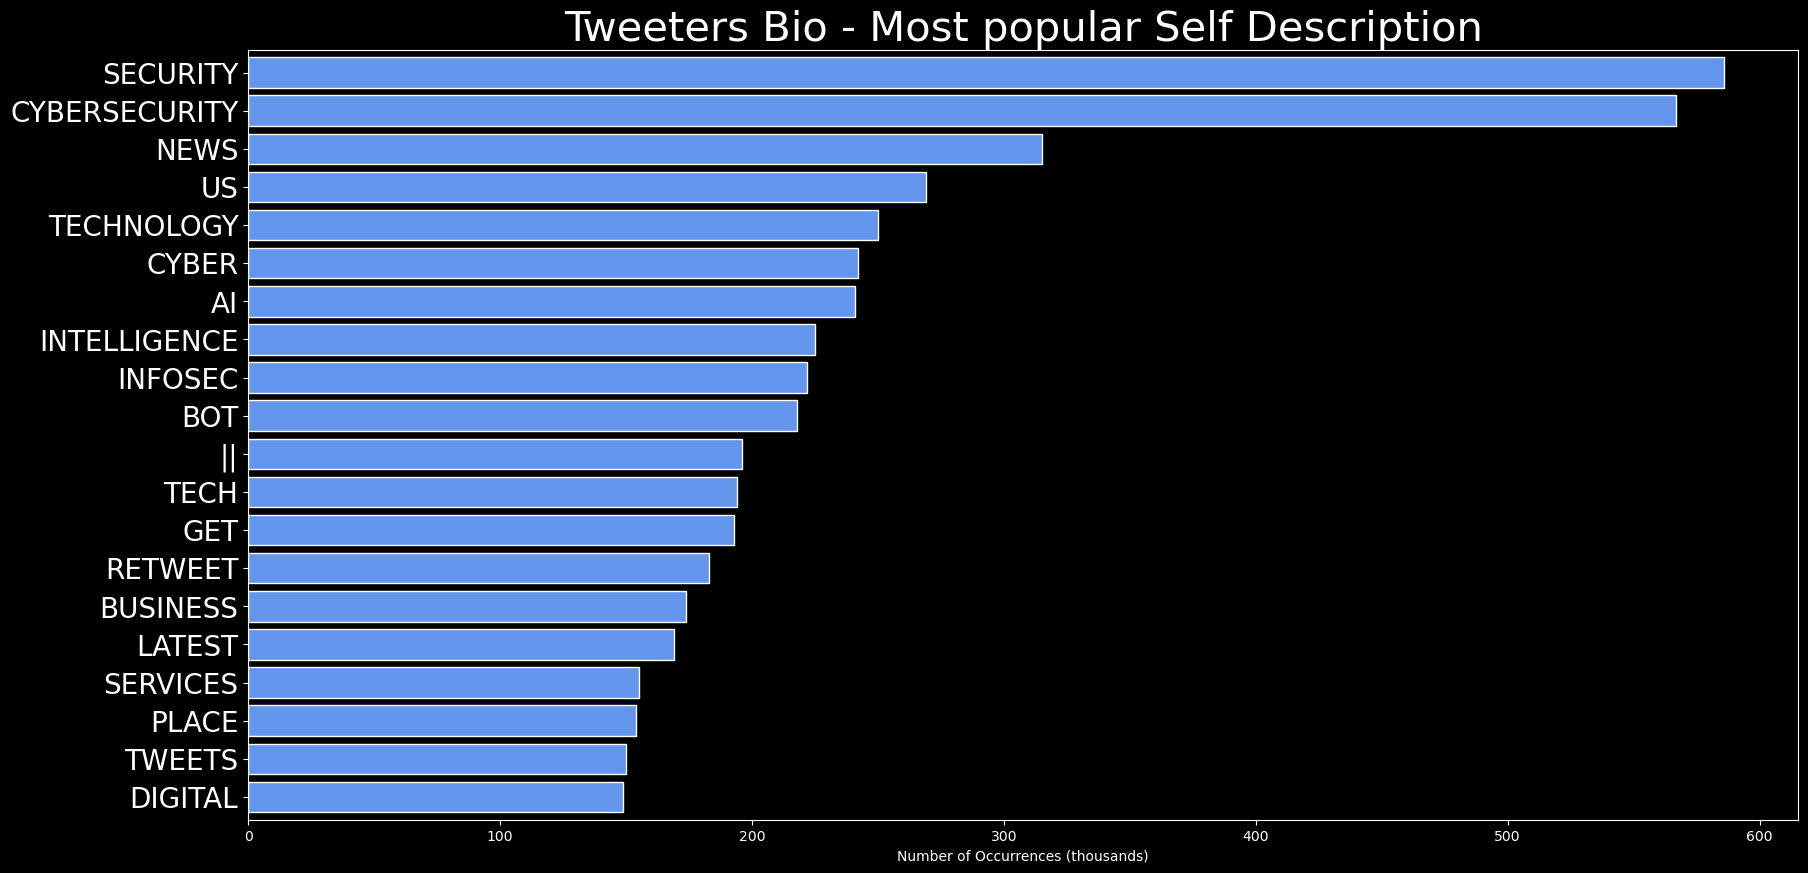 Tweeters Bio - Most popular Self Description
SECURITY
CYBERSECURITY
NEWS
US
TECHNOLOGY
CYBER
AI
INTELLIGENCE
INFOSEC
BOT
||
TECH
GET
RETWEET
BUSINESS
LATEST
SERVICES
PLACE
TWEETS
DIGITAL
0 100 200 300 400 500 600
Number of Occurrences (thousands)